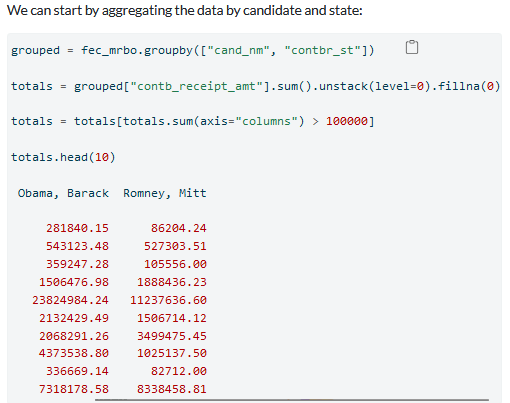 We can start by aggregating the data by candidate and state:
grouped = fec_mrbo.groupby(["cand_nm", "contbr_st"])
totals = grouped["contb_receipt_amt"].sum().unstack(level=0).fillna(0)
totals = totals[totals.sum(axis="columns") > 100000]
totals.head(10)
Obama, Barack Romney, Mitt
281840.15 86204.24
543123.48 527303.51
359247.28 105556.00
1506476.98 1888436.23
23824984.24 11237636.60
2132429.49 1506714.12
2068291.26 3499475.45
4373538.80 1025137.50
336669.14 82712.00
7318178.58 8338458.81